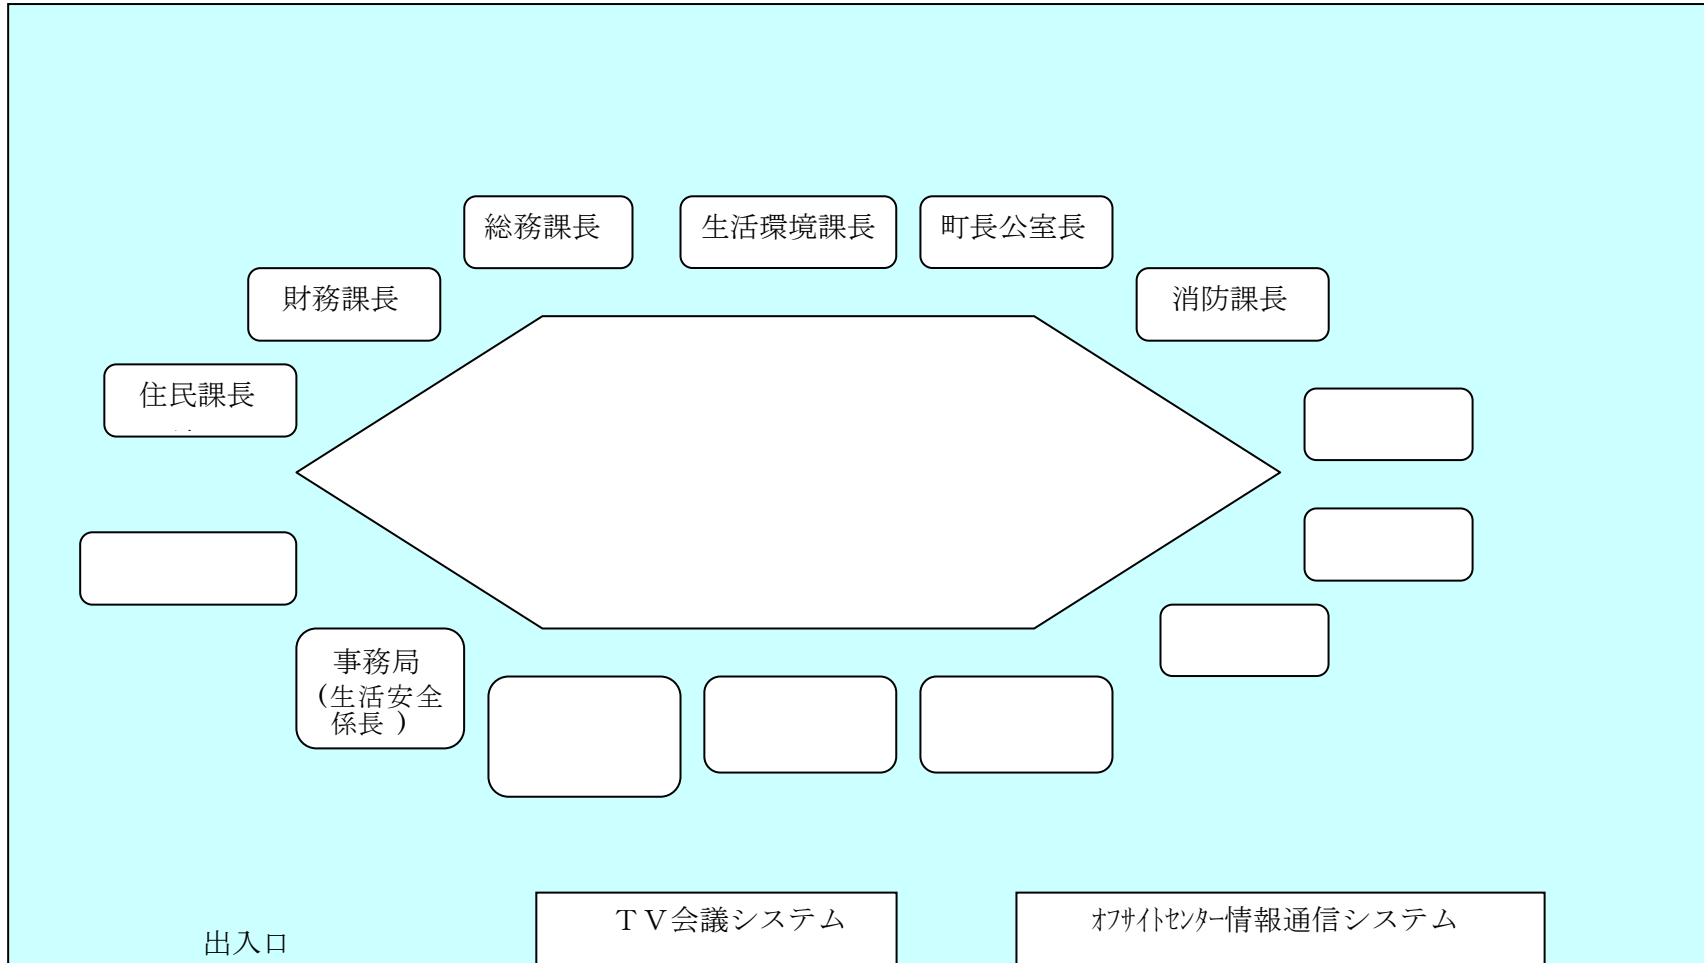 総務課長
生活環境課長
町長公室長
財務課長
消防課長
住民課長
事務局
(生活安全
係長 )
ＴＶ会議システム
ｵﾌｻｲﾄｾﾝﾀｰ情報通信システム
出入口